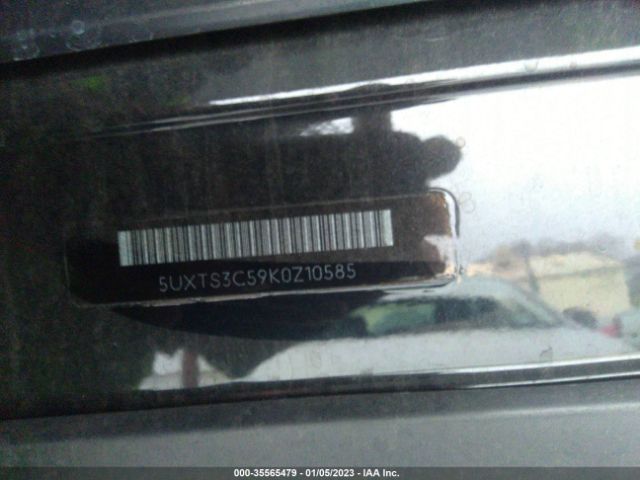 5UXTS3C59K0Z10585
000-35565479 | 01/05/2023 - IAA Inc.